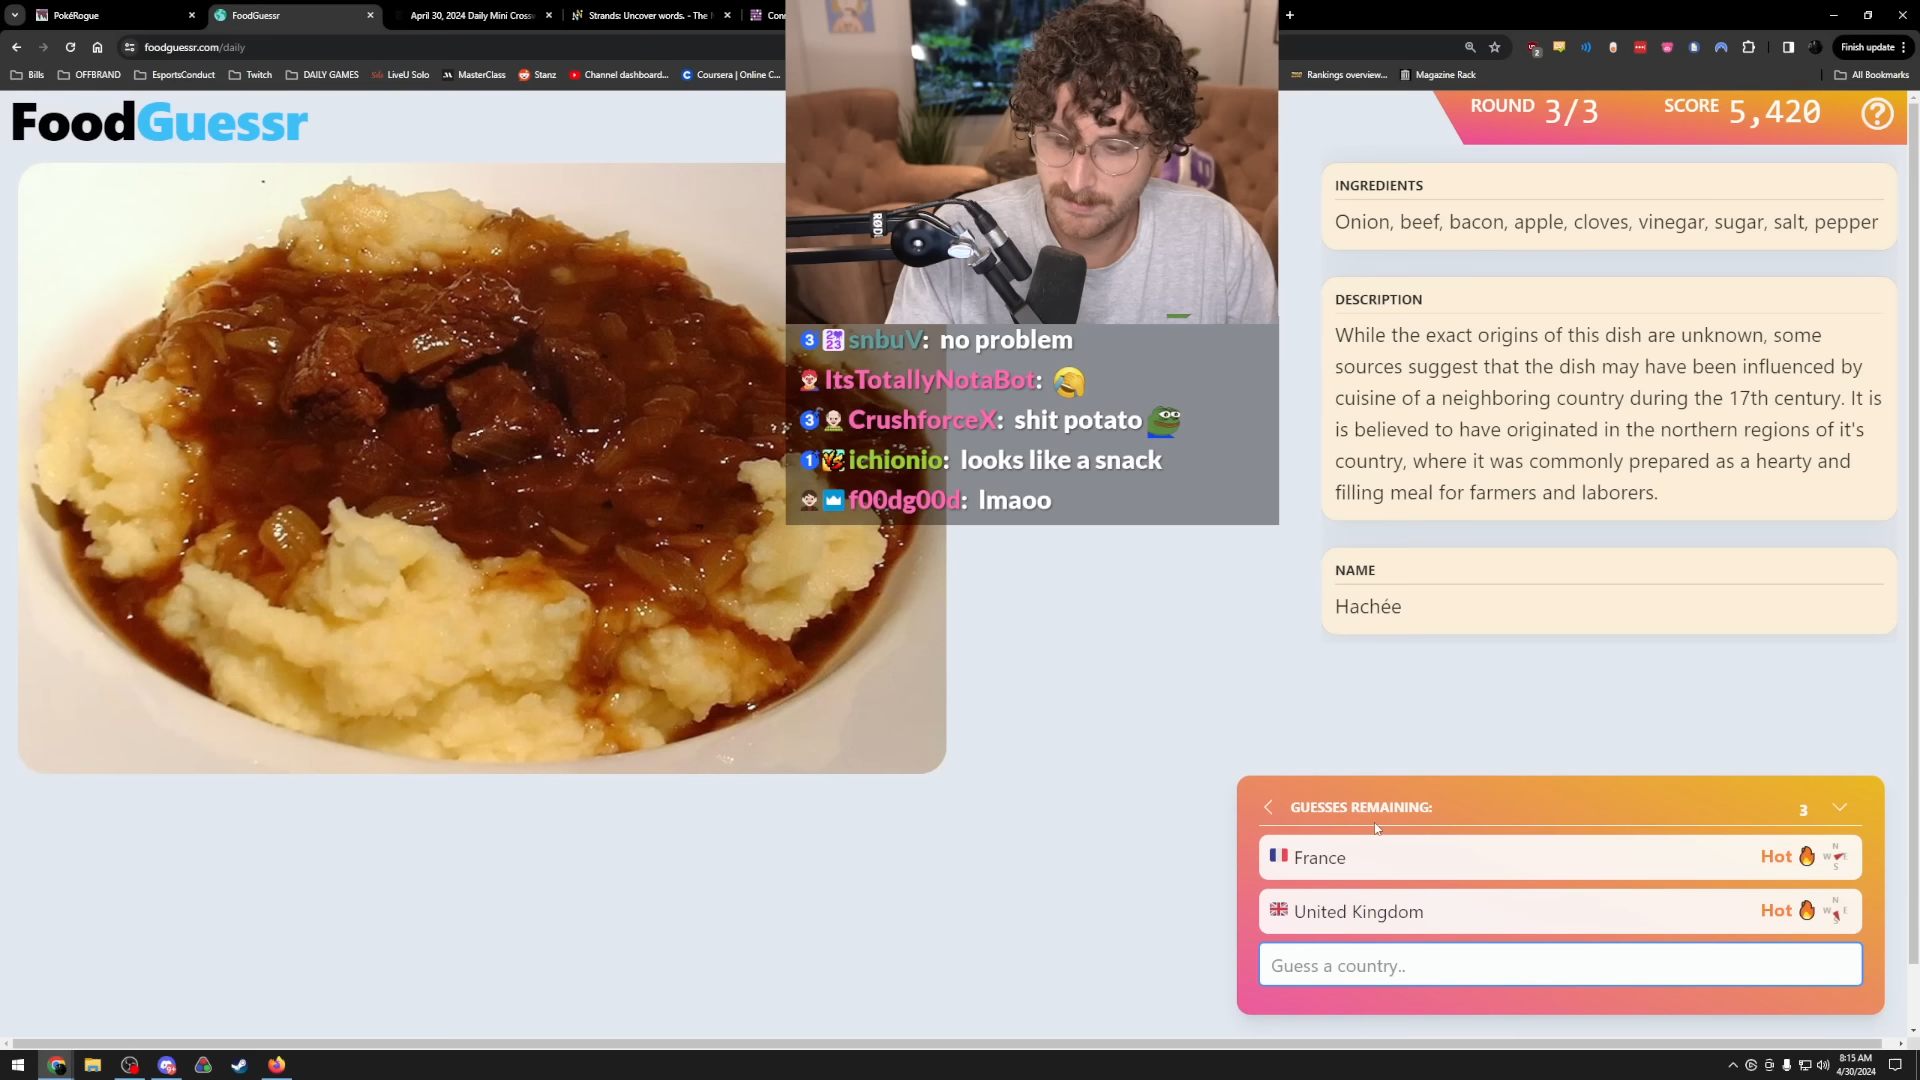 PokéRogue
FoodGuessr
April 30, 2024 Daily Mini Cross
Strands: Uncover words. - The
Con
foodguessr.com/daily
Finish update
Bills
OFFBRAND
EsportsConduct
Twitch
DAILY GAMES
LiveU Solo
MasterClass
Stanz
Channel dashboard...
Coursera | Online C...
Rankings overview...
Magazine Rack
All Bookmarks
FoodGuessr
ROUND 3/3
SCORE 5,420
INGREDIENTS
Onion, beef, bacon, apple, cloves, vinegar, sugar, salt, pepper
DESCRIPTION
While the exact origins of this dish are unknown, some
sources suggest that the dish may have been influenced by
cuisine of a neighboring country during the 17th century. It is
is believed to have originated in the northern regions of it's
country, where it was commonly prepared as a hearty and
filling meal for farmers and laborers.
NAME
Hachée
RØD
snbuV: no problem
ItsTotallyNotaBot:
CrushforceX: shit potato
ichionio: looks like a snack
f00dg00d: lmaoo
GUESSES REMAINING: 3
France Hot
United Kingdom Hot
Guess a country..
8:15 AM
4/30/2024